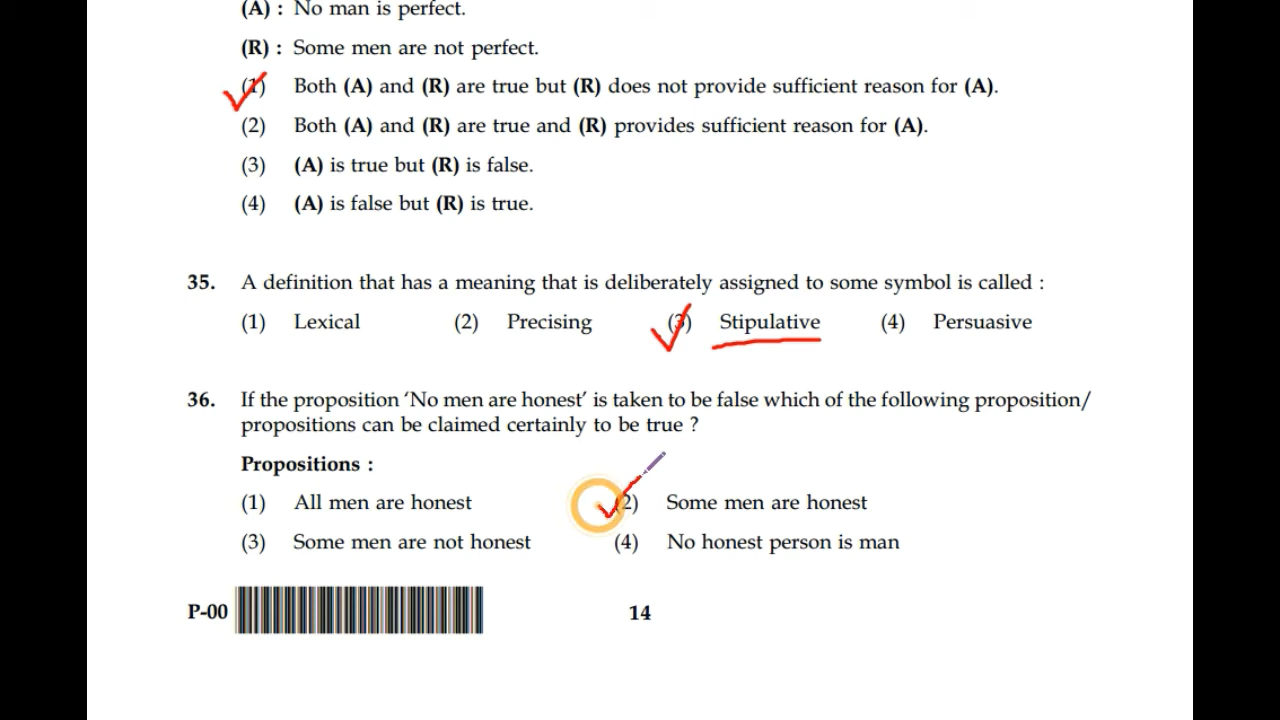 (A) : No man is perfect.
(R) : Some men are not perfect.
(1) Both (A) and (R) are true but (R) does not provide sufficient reason for (A).
(2) Both (A) and (R) are true and (R) provides sufficient reason for (A).
(3) (A) is true but (R) is false.
(4) (A) is false but (R) is true.
35. A definition that has a meaning that is deliberately assigned to some symbol is called :
(1) Lexical (2) Precising (3) Stipulative (4) Persuasive
36. If the proposition ‘No men are honest’ is taken to be false which of the following proposition/
propositions can be claimed certainly to be true ?
Propositions :
(1) All men are honest (2) Some men are honest
(3) Some men are not honest (4) No honest person is man
P-00 14